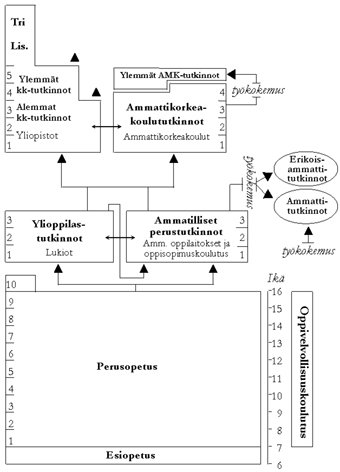 Tri
Lis.
5
4
3
2
1
Ylemmät
kk-tutkinnot
Alemmat
kk-tutkinnot
Yliopistot
Ylemmät AMK-tutkinnot
työkokemus
Ammattikorkea-
koulututkinnot
Ammattikorkeakoulut
4
3
2
1
työkokemus
Erikois-
ammatti-
tutkinnot
Ammatti-
tutkinnot
työkokemus
3
2
1
Ylioppilas-
tutkinnot
Lukiot
Ammatilliset
perustutkinnot
Amm. oppilaitokset ja
oppisopimuskoulutus
3
2
1
10
9
8
7
6
5
4
3
2
1
Perusopetus
Esiopetus
Ika
16
15
14
13
12
11
10
9
8
7
6
Oppivelvollisuuskoulutus